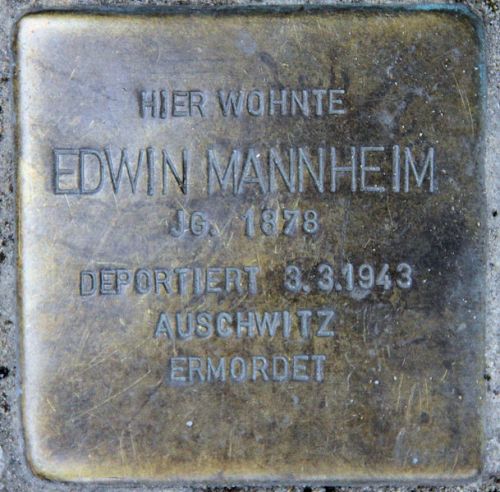 HIER WOHNTE
EDWIN MANNHEIM
JG. 1878
DEPORTIERT 3.3.1943
AUSCHWITZ
ERMORDET